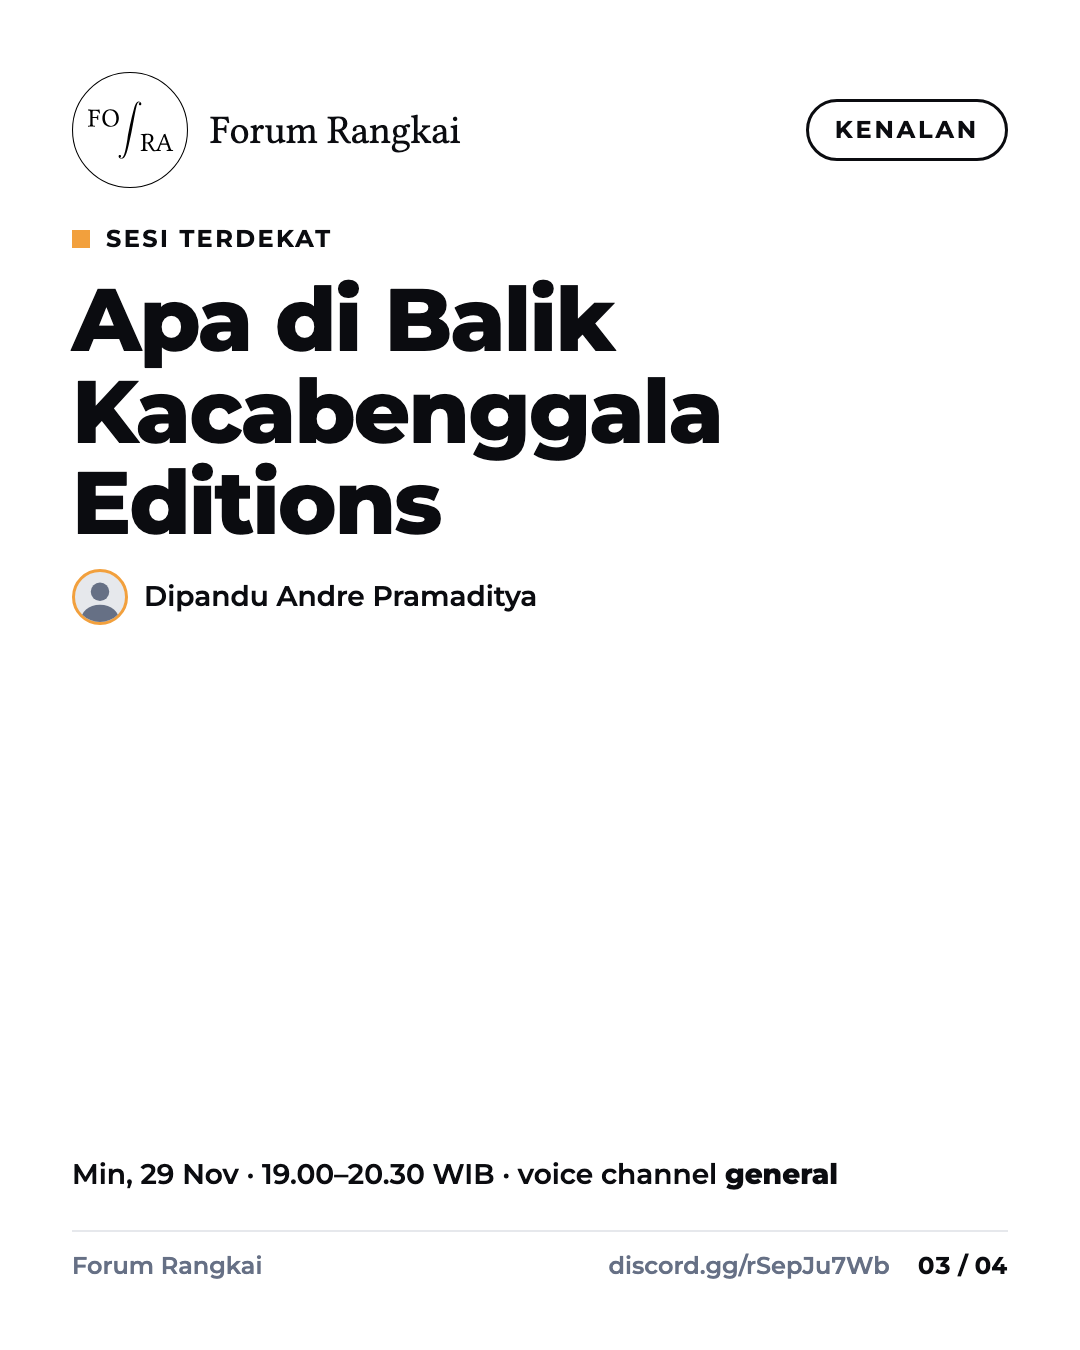 FO
RA
Forum Rangkai
KENALAN
SESI TERDEKAT
Apa di Balik
Kacabenggala
Editions
Dipandu Andre Pramaditya
Min, 29 Nov · 19.00–20.30 WIB · voice channel general
Forum Rangkai
discord.gg/rSepJu7Wb
03 / 04